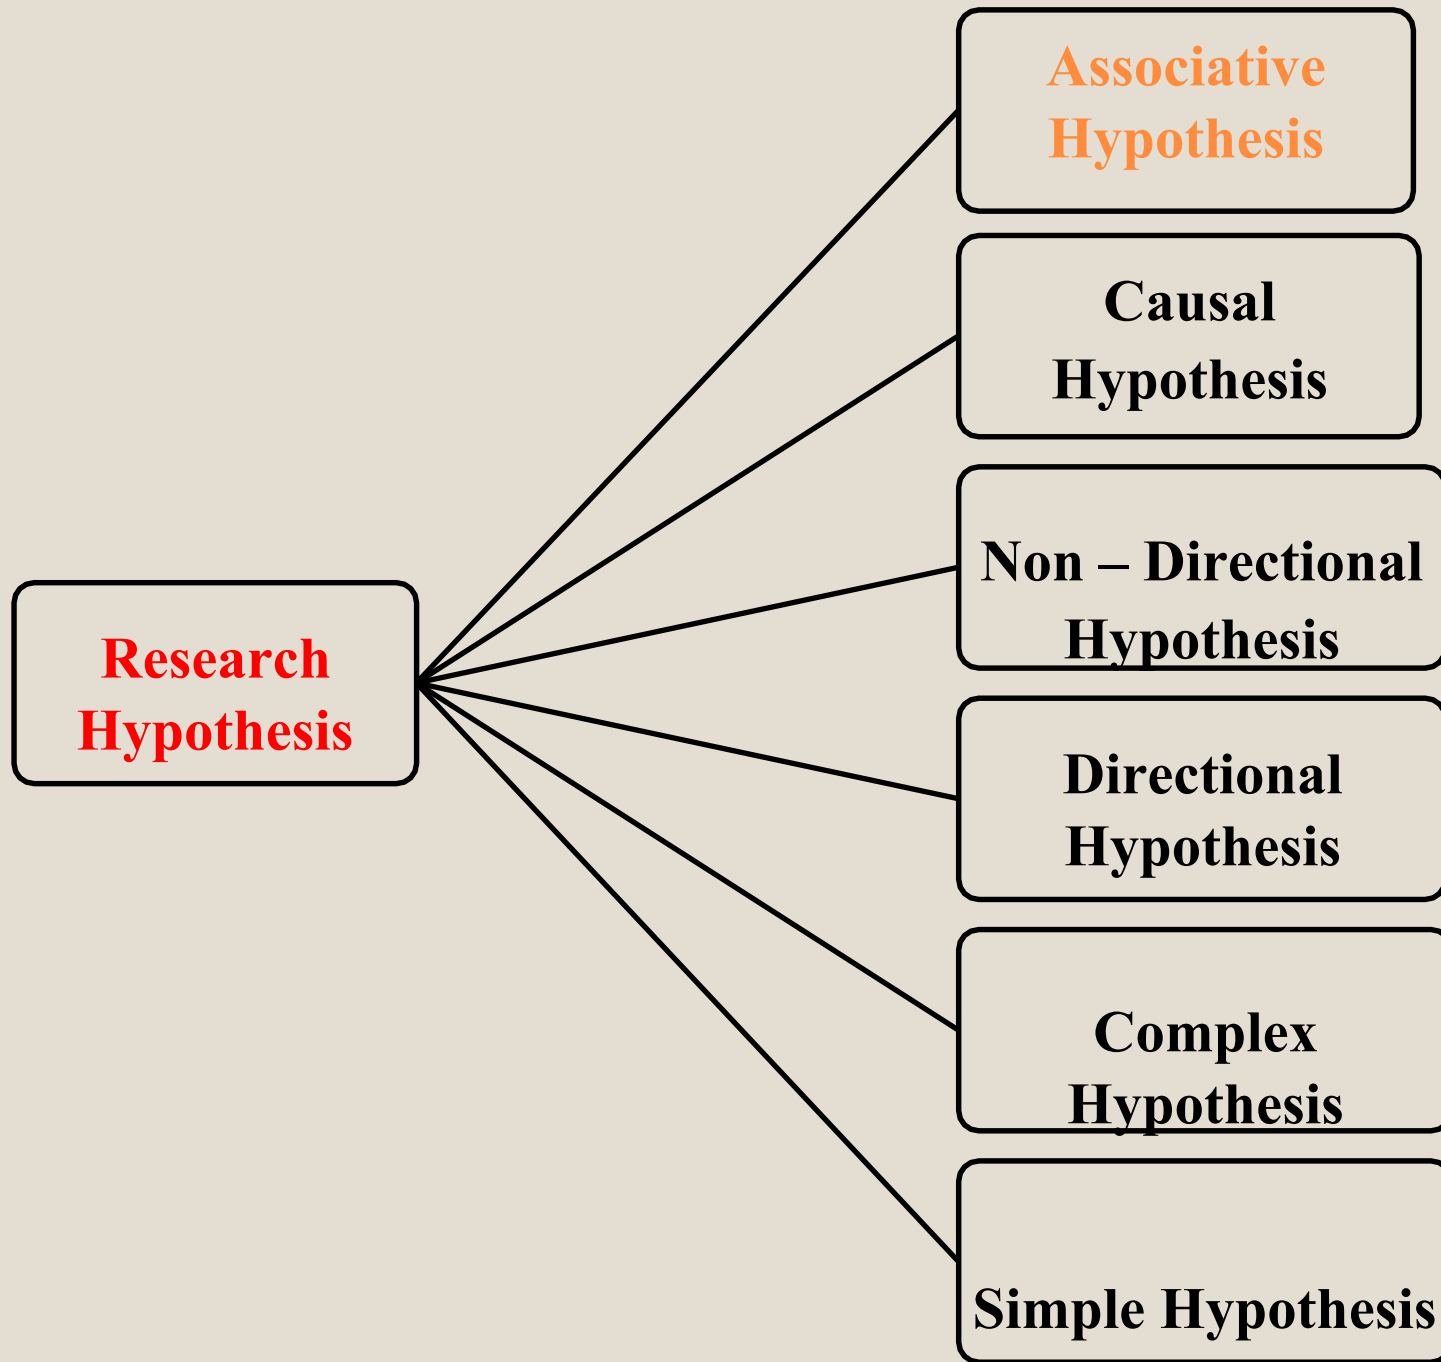 Associative
Hypothesis
Causal
Hypothesis
Non – Directional
Hypothesis
Research
Hypothesis
Directional
Hypothesis
Complex
Hypothesis
Simple Hypothesis